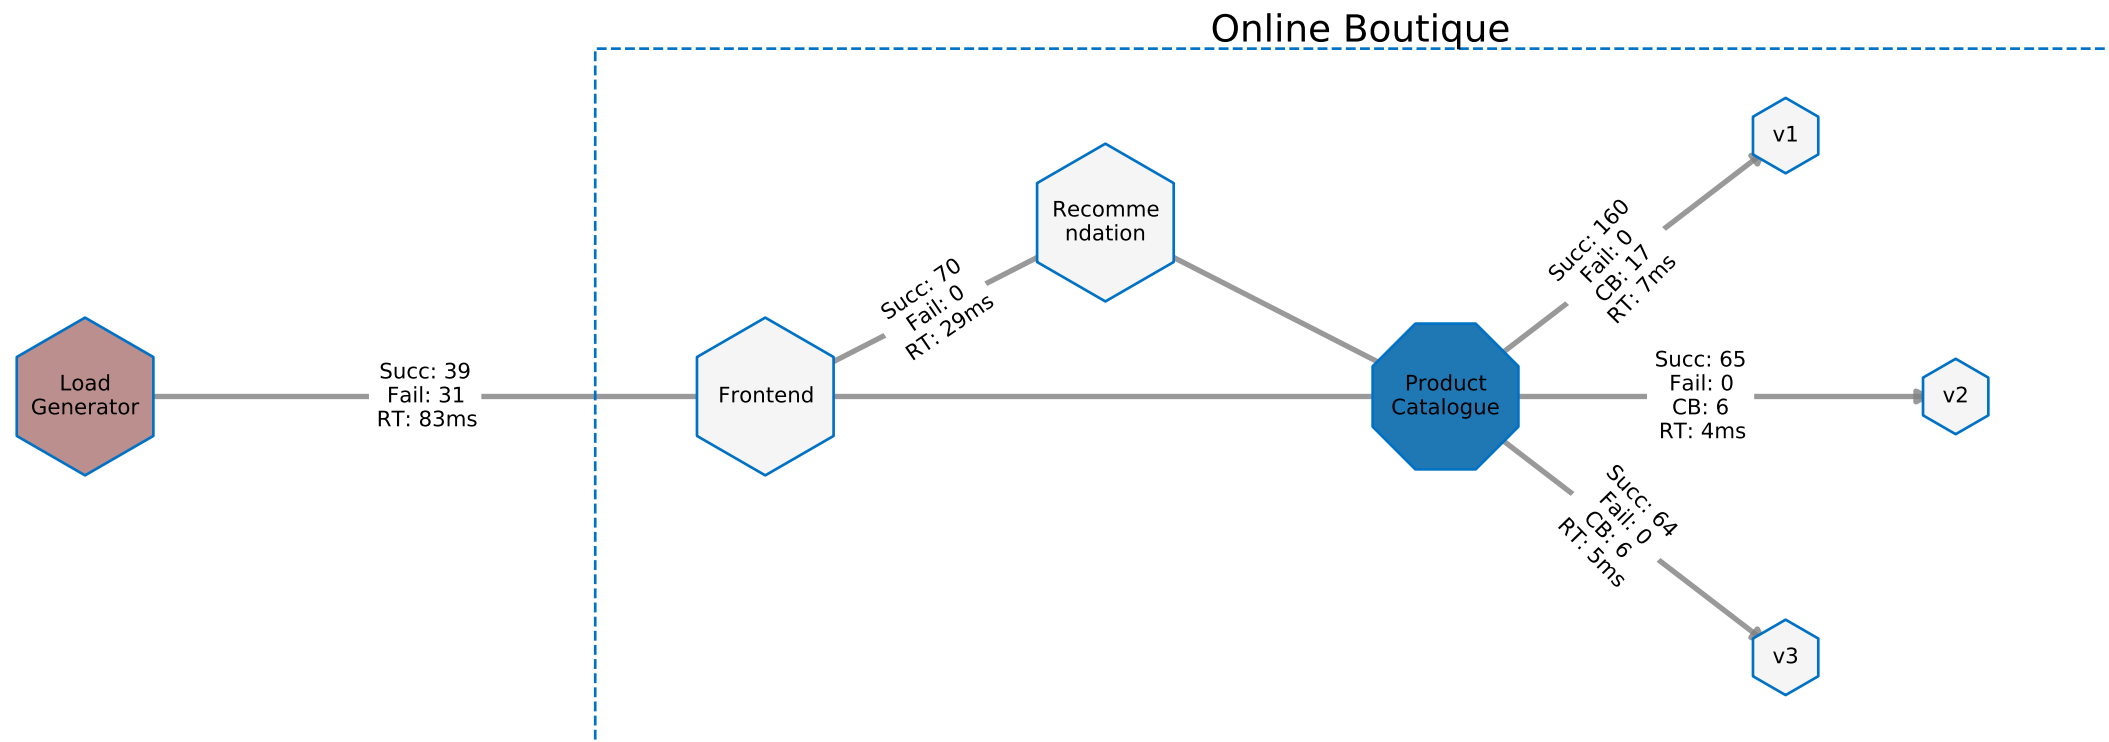 Online Boutique
Load
Generator
Succ: 39
Fail: 31
RT: 83ms
Frontend
Succ: 70
Fail: 0
RT: 29ms
Recomme
ndation
Product
Catalogue
Succ: 160
Fail: 0
CB: 17
RT: 7ms
v1
Succ: 65
Fail: 0
CB: 6
RT: 4ms
v2
Succ: 64
Fail: 0
CB: 6
RT: 5ms
v3